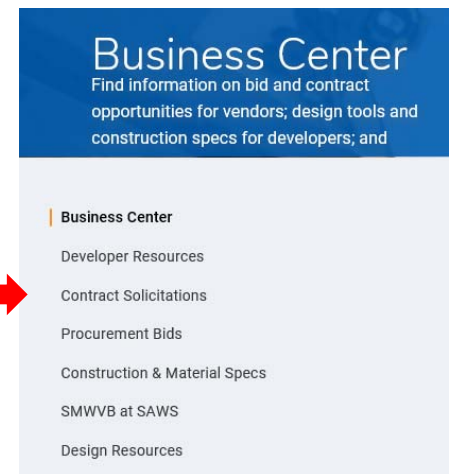 Business Center
Find information on bid and contract
opportunities for vendors; design tools and
construction specs for developers; and
Business Center
Developer Resources
Contract Solicitations
Procurement Bids
Construction & Material Specs
SMWVB at SAWS
Design Resources